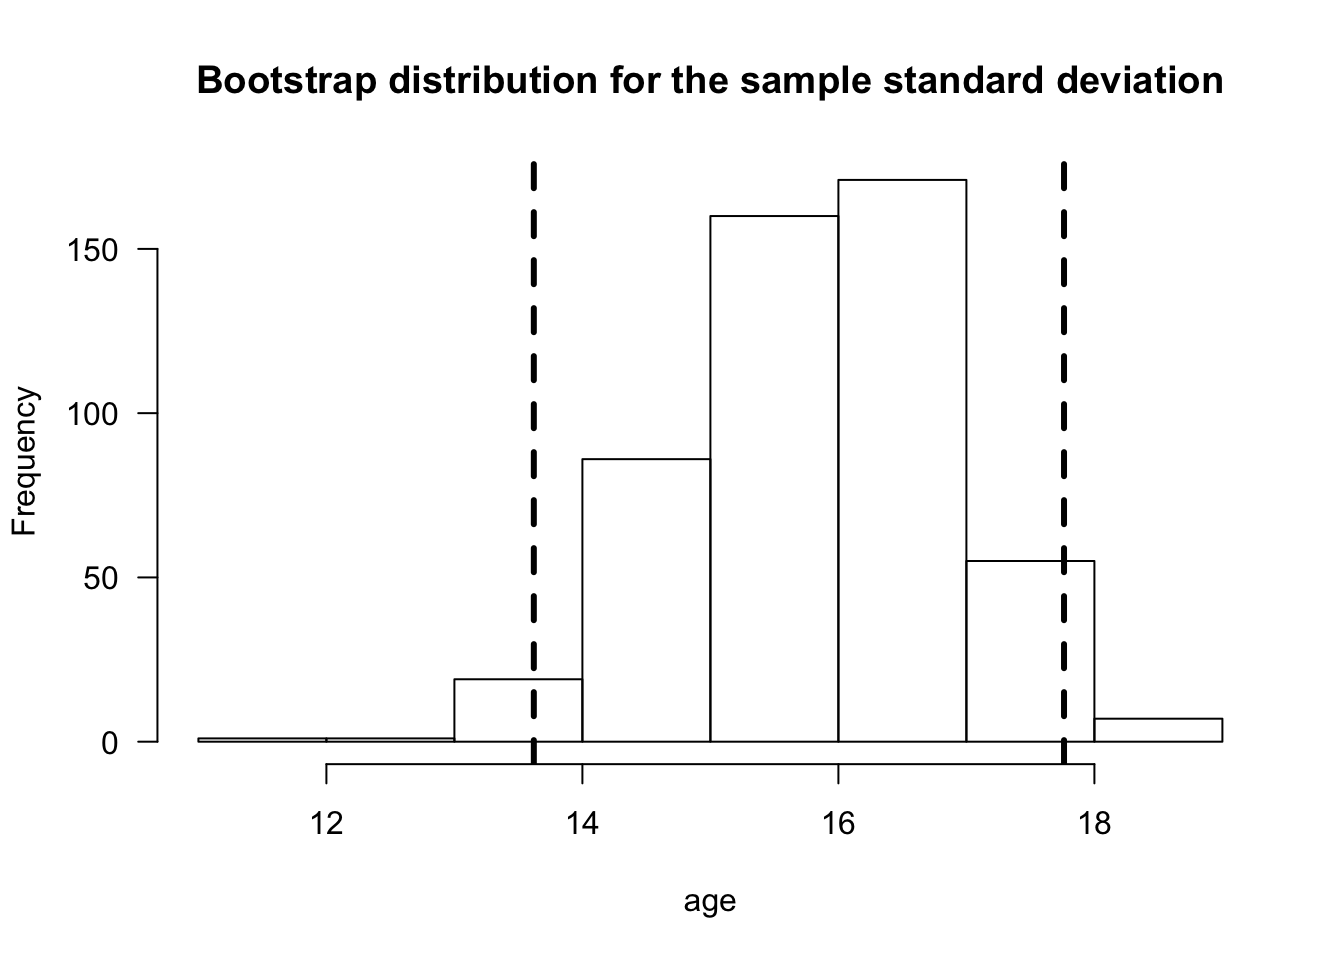 Bootstrap distribution for the sample standard deviation
150
100
50
0
Frequency
12 14 16 18
age